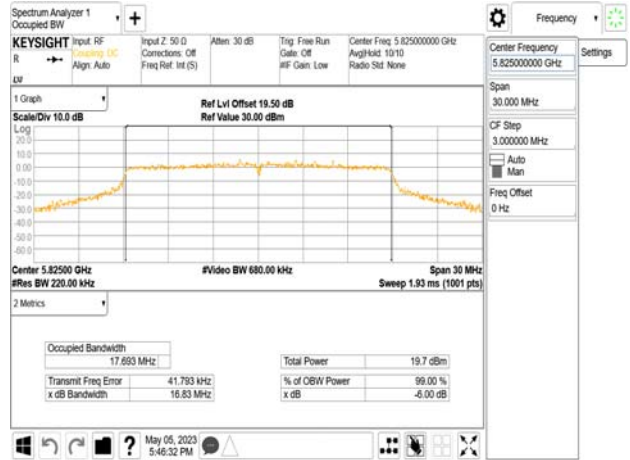 Spectrum Analyzer 1
Occupied BW
Frequency
KEYSIGHT
R
Input: RF
Coupling: DC
Align: Auto
Input Z: 50 Ω
Corrections: Off
Freq Ref: Int (S)
Atten: 30 dB
Trig: Free Run
Gate: Off
#IF Gain: Low
Center Freq: 5.825000000 GHz
Avg|Hold: 10/10
Radio Std: None
Center Frequency
5.825000000 GHz
Settings
Span
30.000 MHz
CF Step
3.000000 MHz
Auto
Man
Freq Offset
0 Hz
1 Graph
Scale/Div 10.0 dB
Ref Lvl Offset 19.50 dB
Ref Value 30.00 dBm
Log
20.0
10.0
0.00
-10.0
-20.0
-30.0
-40.0
-50.0
-60.0
Center 5.82500 GHz
#Res BW 220.00 kHz
#Video BW 680.00 kHz
Span 30 MHz
Sweep 1.93 ms (1001 pts)
2 Metrics
Occupied Bandwidth
17.693 MHz
Total Power 19.7 dBm
Transmit Freq Error 41.793 kHz
% of OBW Power 99.00 %
x dB Bandwidth 16.83 MHz
x dB -6.00 dB
?
May 05, 2023
5:46:32 PM